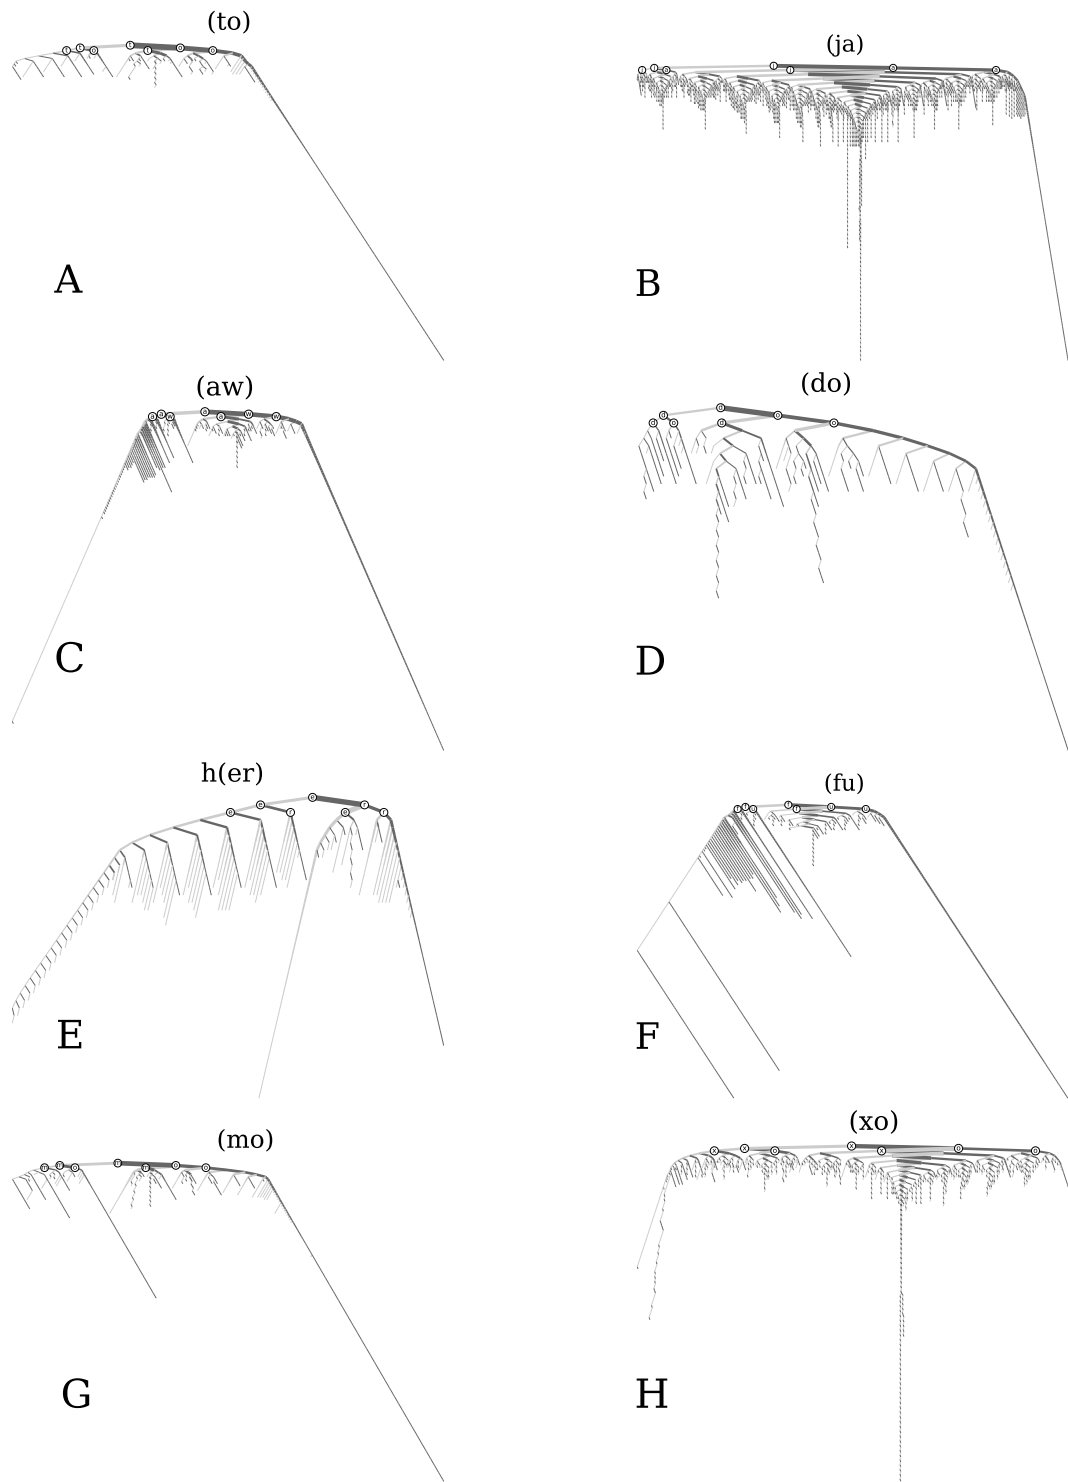 (to)
t t o t t o o
A
(ja)
j j a j j a a
B
(aw)
a a w a a w w
C
(do)
d d o d d o o
D
h(er)
e e r e e r r
E
(fu)
f f u f f u u
F
(mo)
m m o m m o o
G
(xo)
x x o x x o o
H